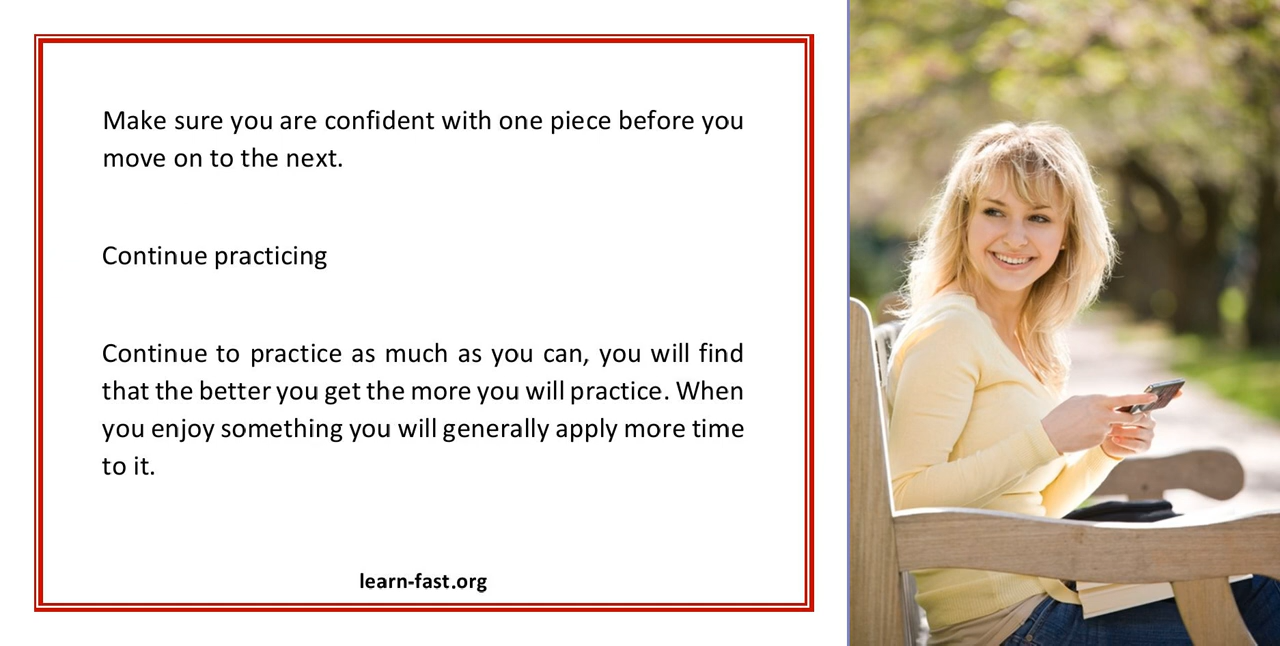 Make sure you are confident with one piece before you
move on to the next.
Continue practicing
Continue to practice as much as you can, you will find
that the better you get the more you will practice. When
you enjoy something you will generally apply more time
to it.
learn-fast.org